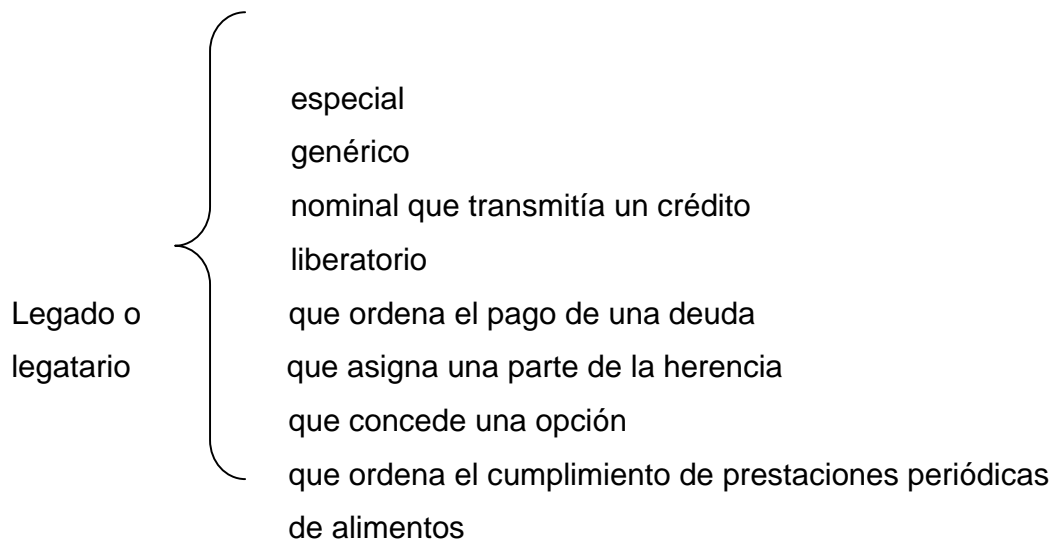 especial
genérico
nominal que transmitía un crédito
liberatorio
Legado o que ordena el pago de una deuda
legatario que asigna una parte de la herencia
que concede una opción
que ordena el cumplimiento de prestaciones periódicas
de alimentos